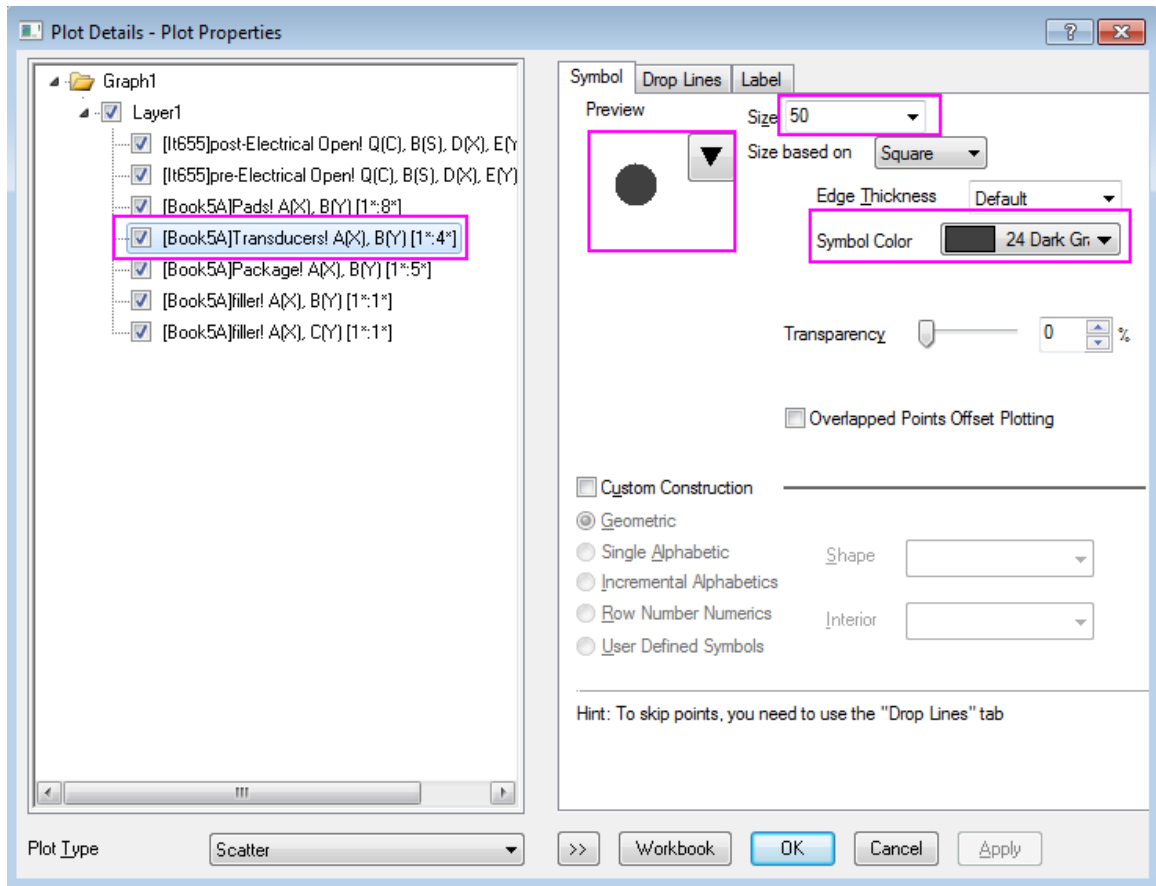 Plot Details - Plot Properties
Graph1
Layer1
[lt655]post-Electrical Open! Q(C), B(S), D(X), E(Y
[lt655]pre-Electrical Open! Q(C), B(S), D(X), E(Y)
[Book5A]Pads! A(X), B(Y) [1*:8*]
[Book5A]Transducers! A(X), B(Y) [1*:4*]
[Book5A]Package! A(X), B(Y) [1*:5*]
[Book5A]filler! A(X), B(Y) [1*:1*]
[Book5A]filler! A(X), C(Y) [1*:1*]
Plot Type Scatter
Symbol Drop Lines Label
Preview
Size 50
Size based on Square
Edge Thickness Default
Symbol Color 24 Dark Gr
Transparency 0 %
Overlapped Points Offset Plotting
Custom Construction
Geometric
Single Alphabetic
Incremental Alphabetics
Row Number Numerics
User Defined Symbols
Shape
Interior
Hint: To skip points, you need to use the "Drop Lines" tab
>> Workbook OK Cancel Apply